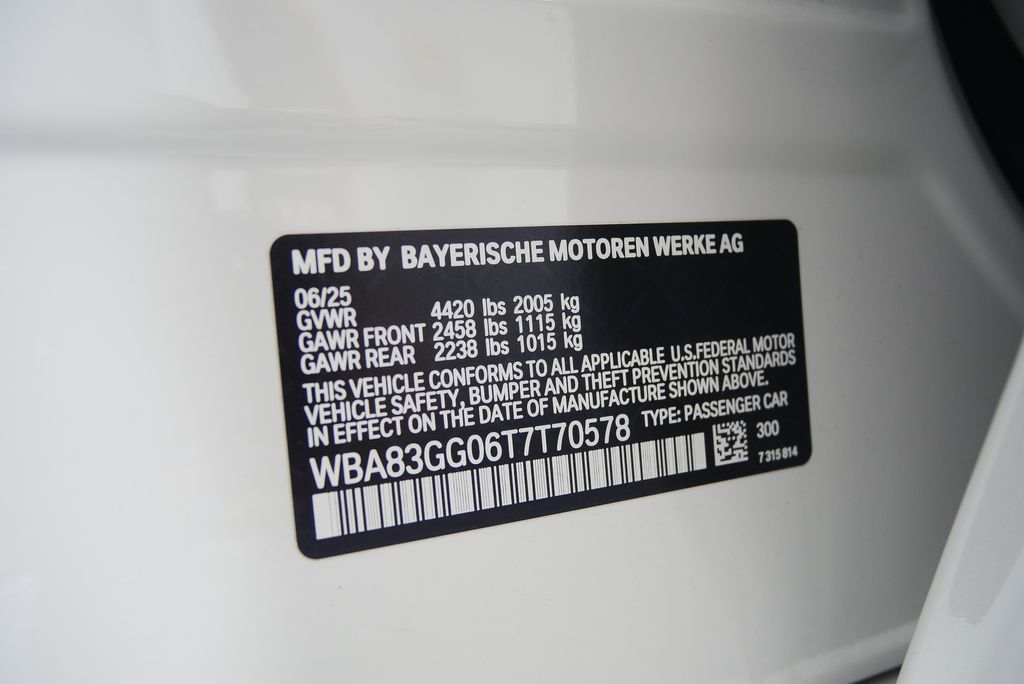 MFD BY BAYERISCHE MOTOREN WERKE AG
06/25
GVWR 4420 lbs 2005 kg
GAWR FRONT 2458 lbs 1115 kg
GAWR REAR 2238 lbs 1015 kg
THIS VEHICLE CONFORMS TO ALL APPLICABLE U.S.FEDERAL MOTOR
VEHICLE SAFETY, BUMPER AND THEFT PREVENTION STANDARDS
IN EFFECT ON THE DATE OF MANUFACTURE SHOWN ABOVE.
WBA83GG06T7T70578 TYPE: PASSENGER CAR
300
7 315 814